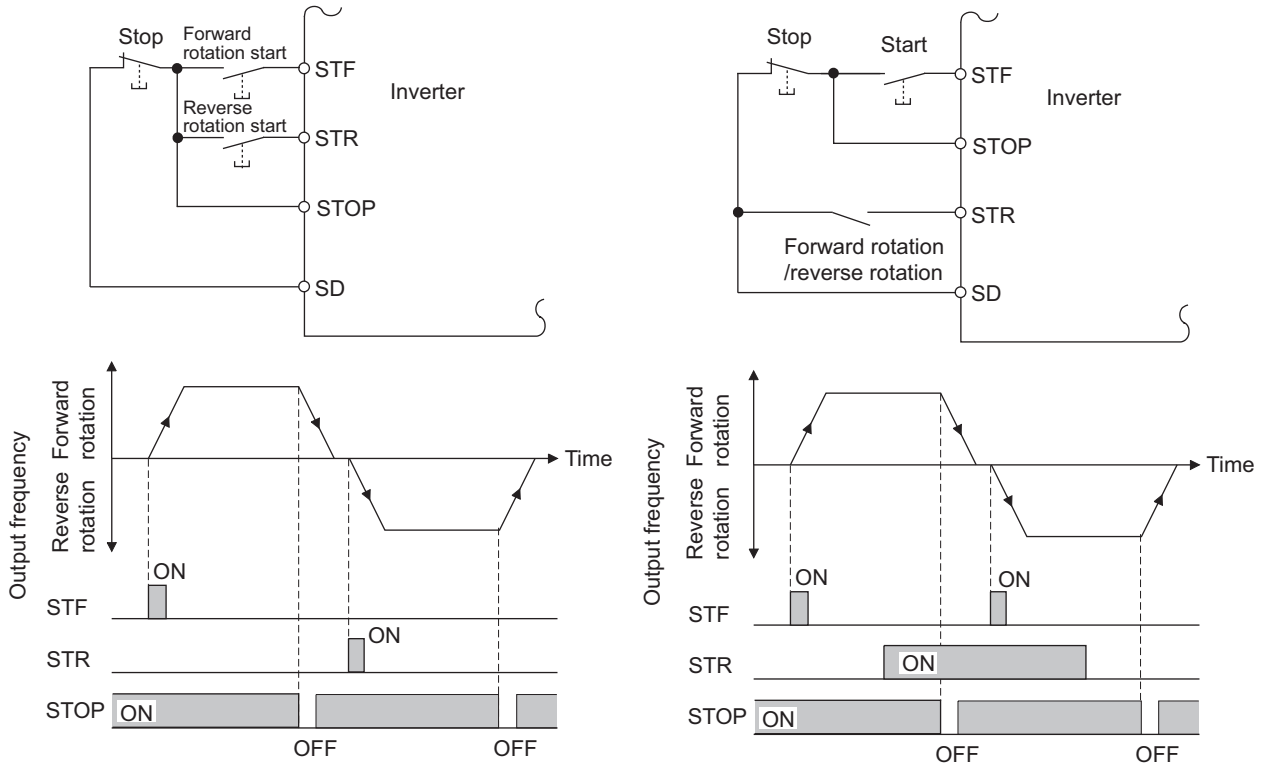 Stop
Forward
rotation start
STF
Inverter
Reverse
rotation start
STR
STOP
SD
Output frequency
Reverse Forward
rotation rotation
Time
ON
STF
ON
STR
STOP
ON
OFF
OFF
Stop
Start
STF
Inverter
STOP
STR
Forward rotation
/reverse rotation
SD
Output frequency
Reverse Forward
rotation rotation
Time
ON
ON
STF
STR
ON
STOP
ON
OFF
OFF